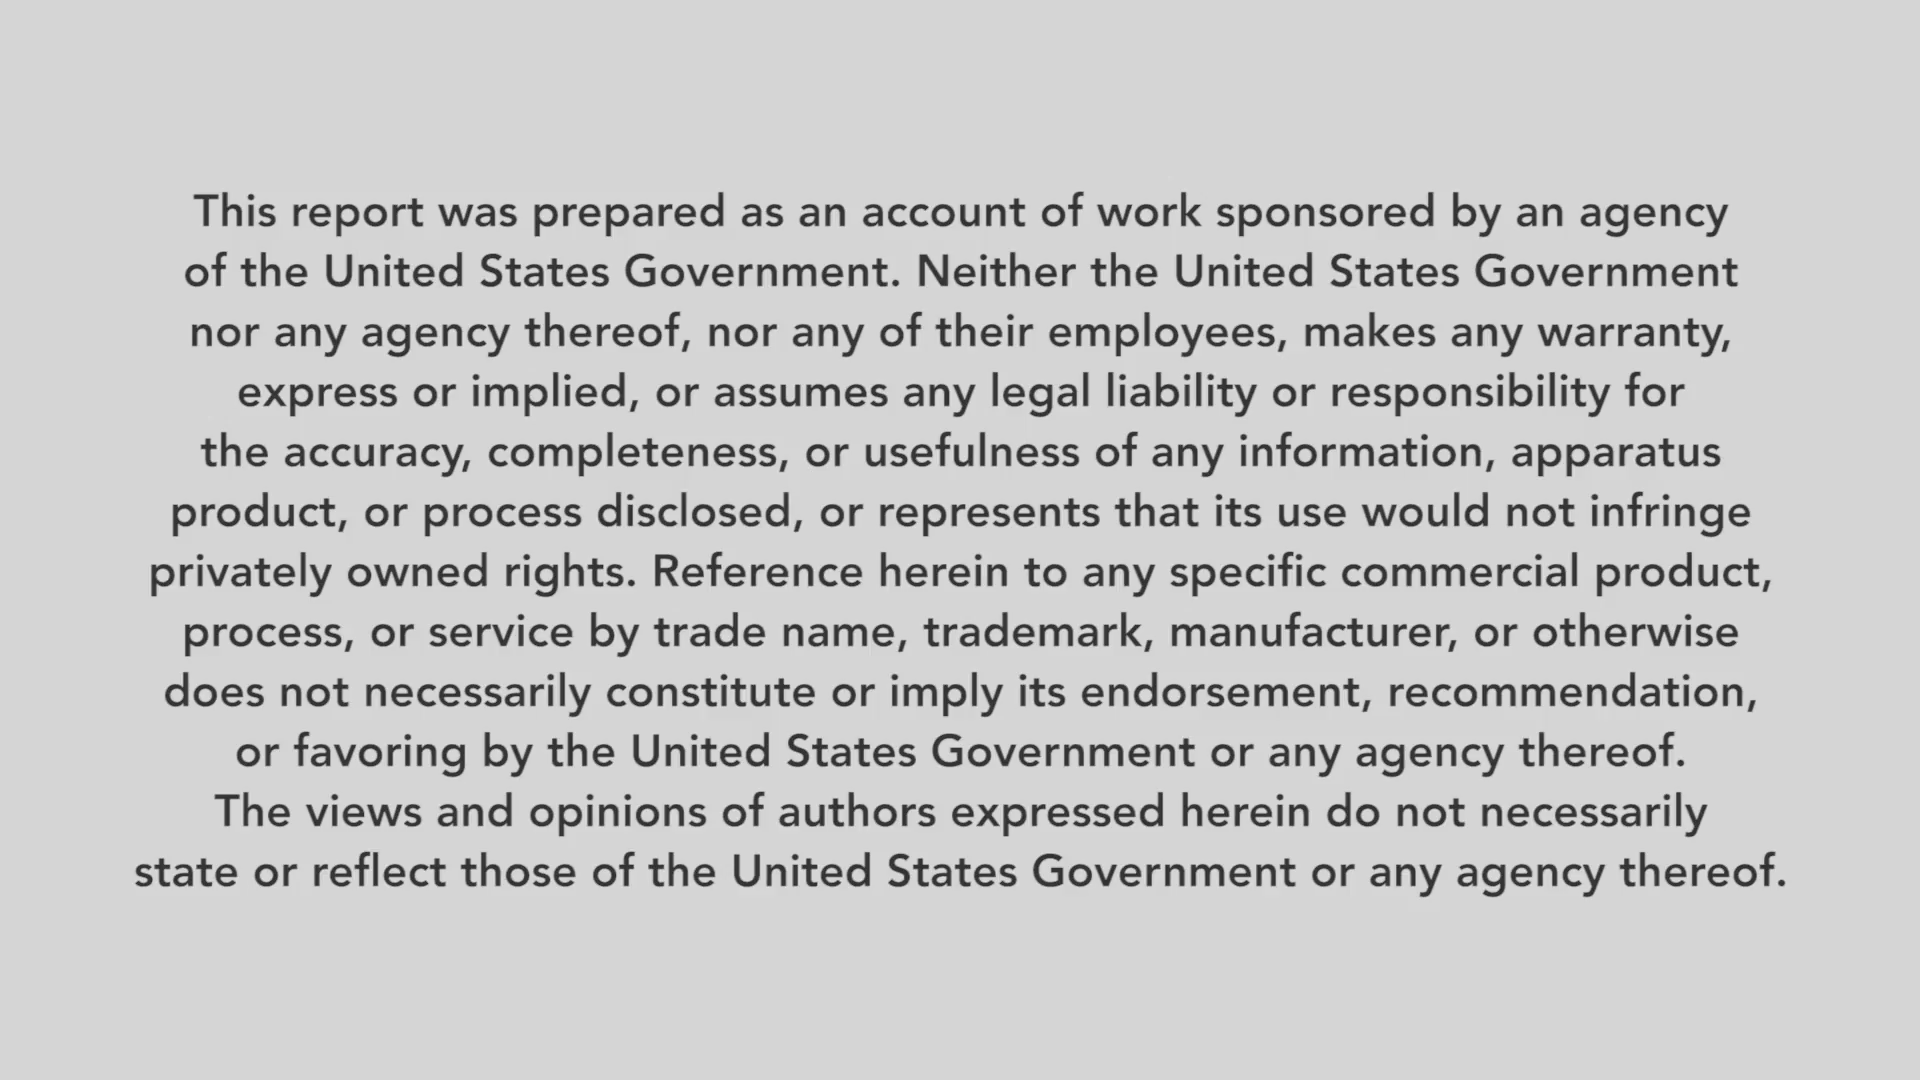 This report was prepared as an account of work sponsored by an agency
of the United States Government. Neither the United States Government
nor any agency thereof, nor any of their employees, makes any warranty,
express or implied, or assumes any legal liability or responsibility for
the accuracy, completeness, or usefulness of any information, apparatus
product, or process disclosed, or represents that its use would not infringe
privately owned rights. Reference herein to any specific commercial product,
process, or service by trade name, trademark, manufacturer, or otherwise
does not necessarily constitute or imply its endorsement, recommendation,
or favoring by the United States Government or any agency thereof.
The views and opinions of authors expressed herein do not necessarily
state or reflect those of the United States Government or any agency thereof.